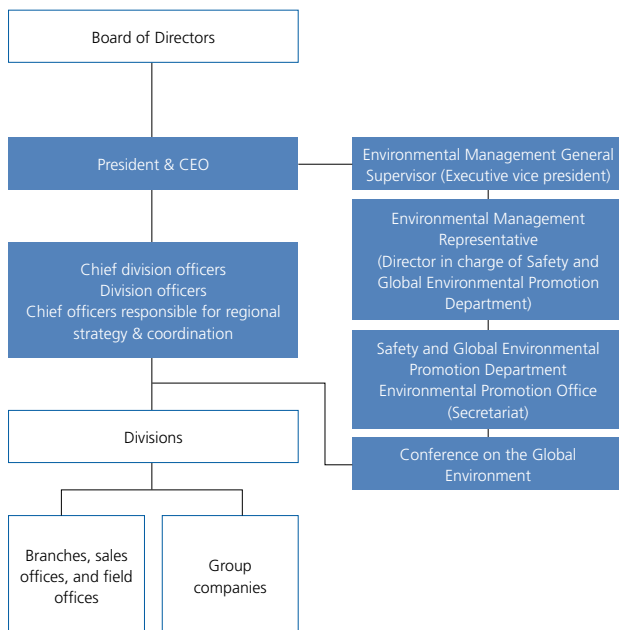 Board of Directors
President & CEO
Environmental Management General
Supervisor (Executive vice president)
Environmental Management
Representative
(Director in charge of Safety and
Global Environmental Promotion
Department)
Chief division officers
Division officers
Chief officers responsible for regional
strategy & coordination
Safety and Global Environmental
Promotion Department
Environmental Promotion Office
(Secretariat)
Divisions
Conference on the Global
Environment
Branches, sales
offices, and field
offices
Group
companies